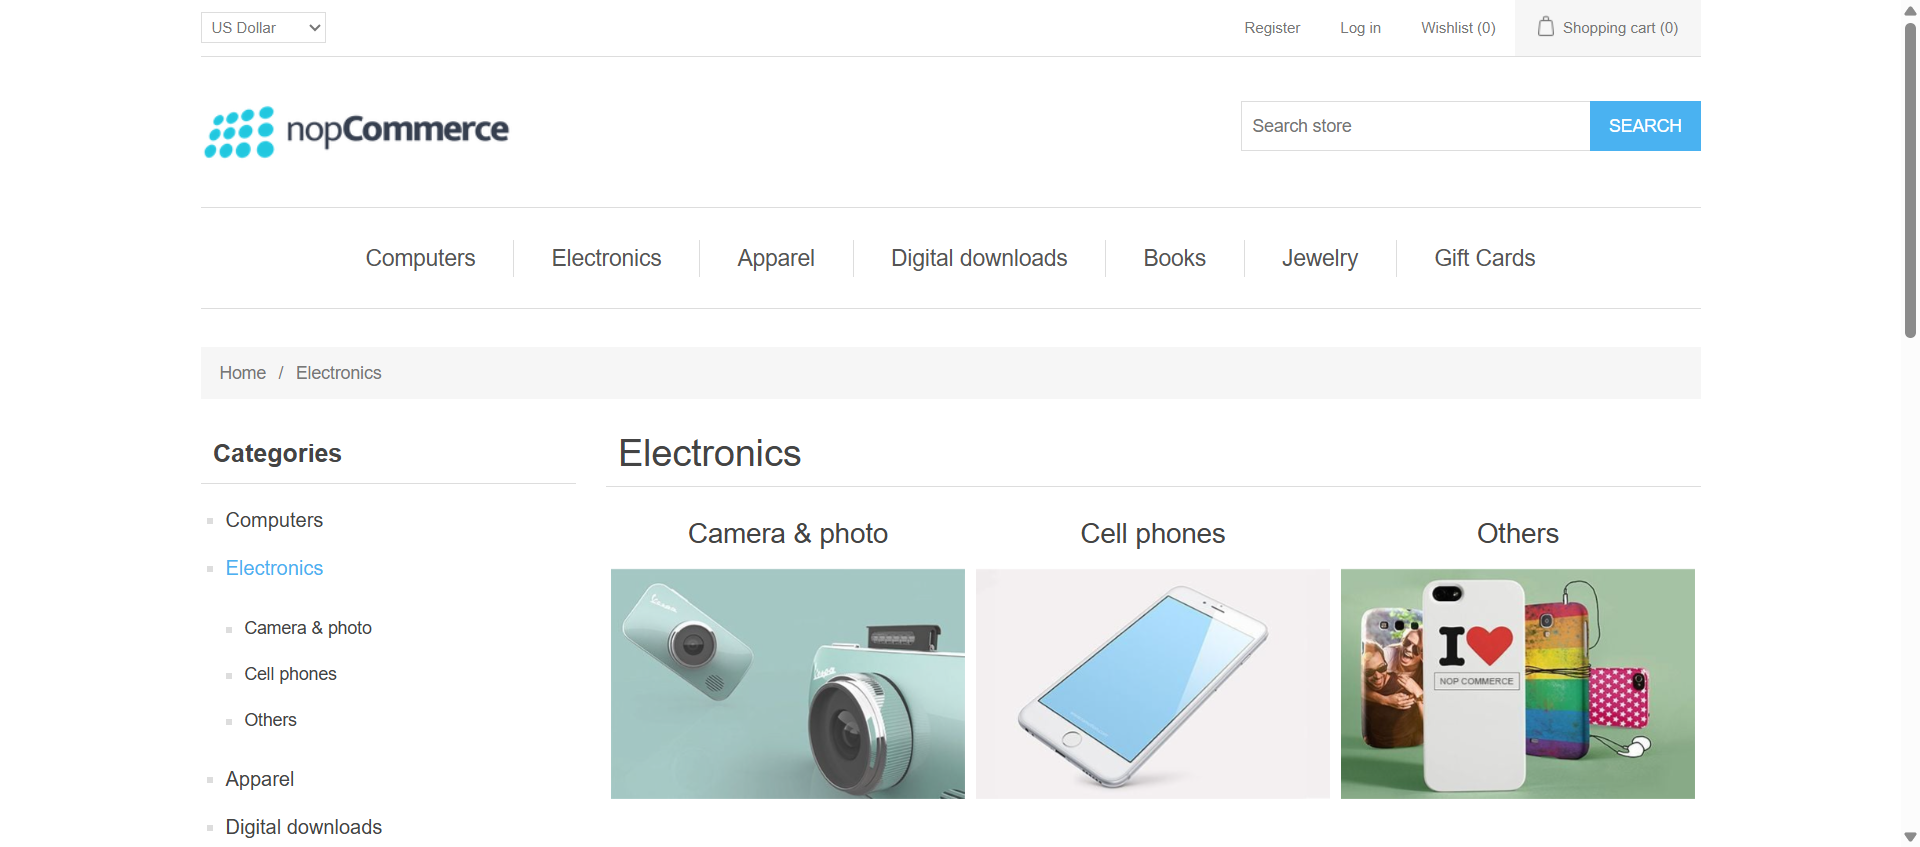 US Dollar
Register
Log in
Wishlist (0)
Shopping cart (0)
nopCommerce
Search store
SEARCH
Computers
Electronics
Apparel
Digital downloads
Books
Jewelry
Gift Cards
Home / Electronics
Categories
Computers
Electronics
Camera & photo
Cell phones
Others
Apparel
Digital downloads
Electronics
Camera & photo
Cell phones
Others
I
NOP COMMERCE